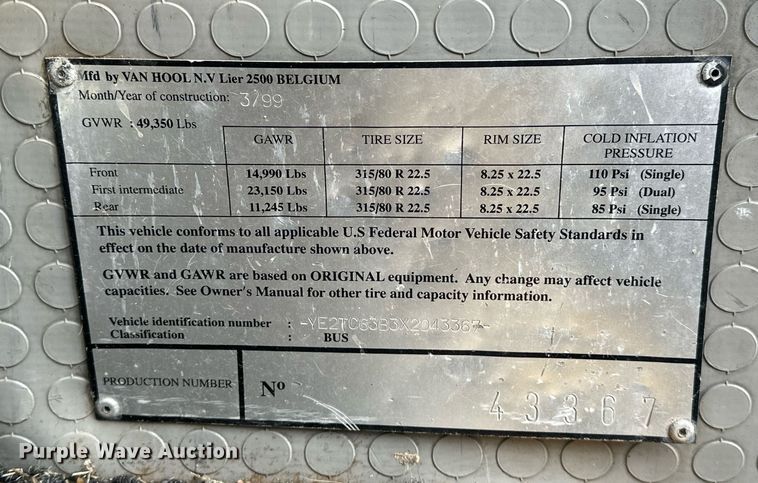 Mfd by VAN HOOL N.V Lier 2500 BELGIUM
Month/Year of construction: 3/99
GVWR : 49,350 Lbs
GAWR TIRE SIZE RIM SIZE COLD INFLATION PRESSURE
Front 14,990 Lbs 315/80 R 22.5 8.25 x 22.5 110 Psi (Single)
First intermediate 23,150 Lbs 315/80 R 22.5 8.25 x 22.5 95 Psi (Dual)
Rear 11,245 Lbs 315/80 R 22.5 8.25 x 22.5 85 Psi (Single)
This vehicle conforms to all applicable U.S Federal Motor Vehicle Safety Standards in
effect on the date of manufacture shown above.
GVWR and GAWR are based on ORIGINAL equipment. Any change may affect vehicle
capacities. See Owner's Manual for other tire and capacity information.
Vehicle identification number : -YE2TC63B3X2043367-
Classification : BUS
PRODUCTION NUMBER Nº 43367
Purple Wave Auction